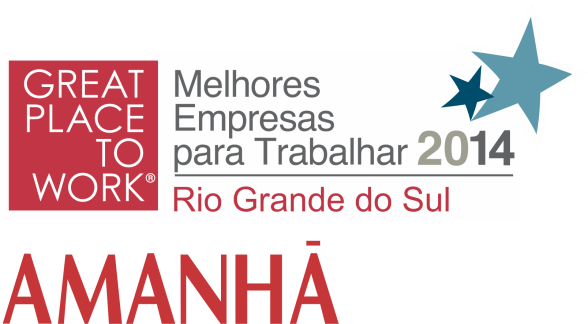 GREAT
PLACE
TO
WORK®
Melhores
Empresas
para Trabalhar 2014
Rio Grande do Sul
AMANHÃ